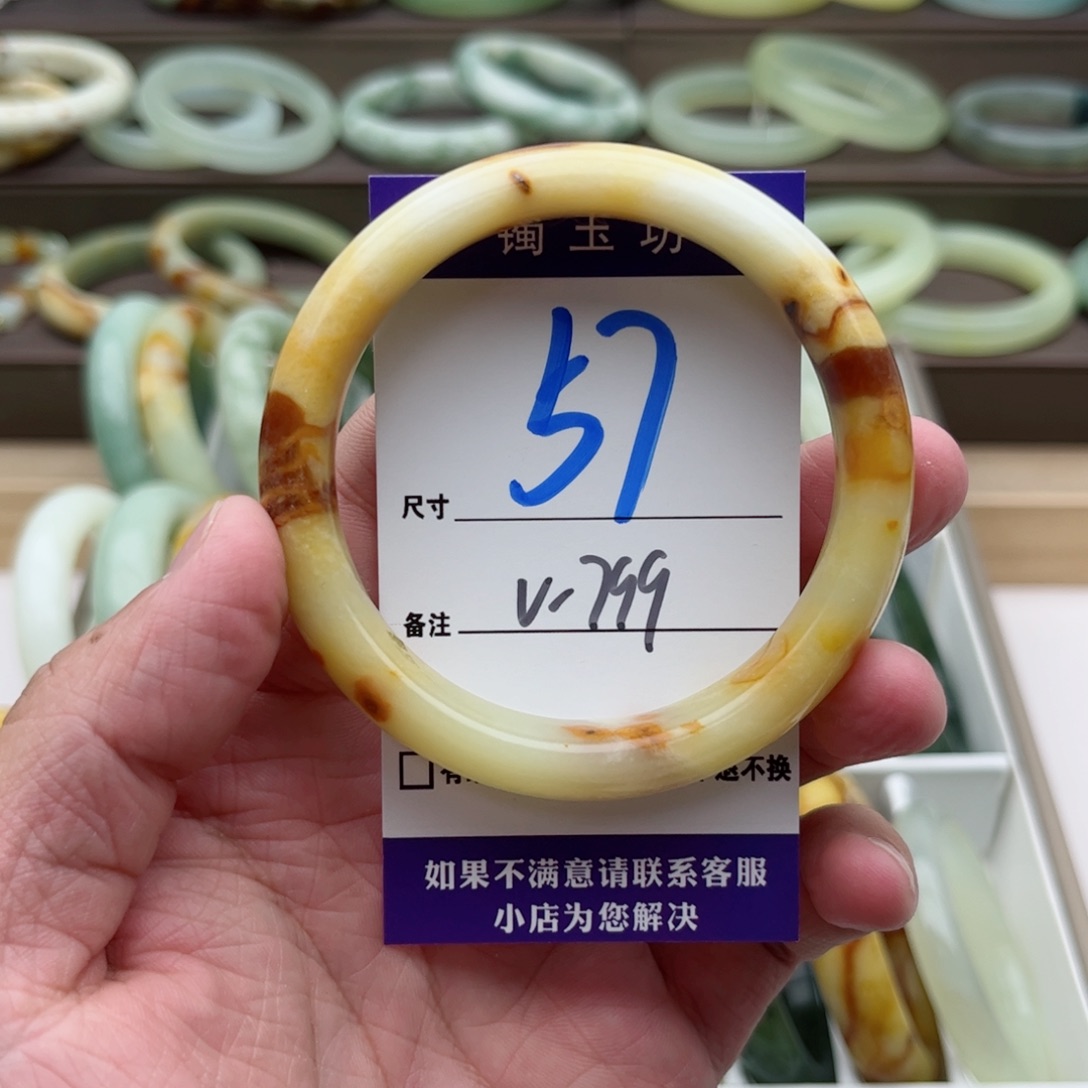 镯玉坊
57
尺寸
V-799
备注
不换
如果不满意请联系客服
小店为您解决